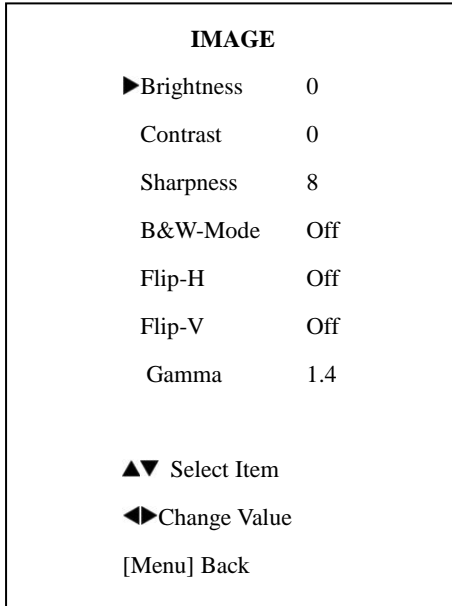 IMAGE
▶Brightness 0
Contrast 0
Sharpness 8
B&W-Mode Off
Flip-H Off
Flip-V Off
Gamma 1.4
▲▼ Select Item
◀▶Change Value
[Menu] Back